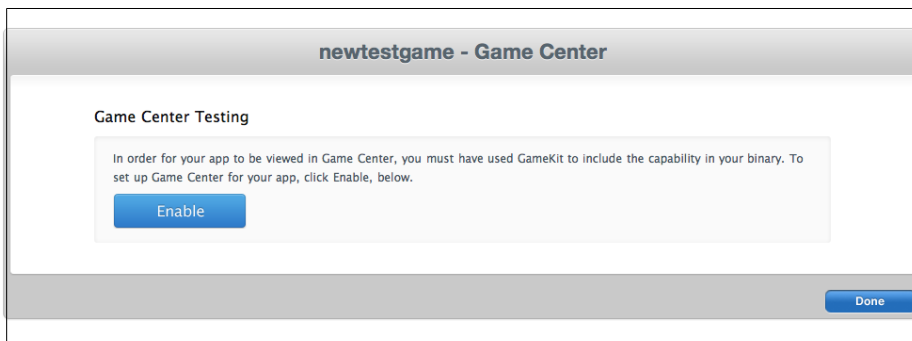 newtestgame - Game Center
Game Center Testing
In order for your app to be viewed in Game Center, you must have used GameKit to include the capability in your binary. To
set up Game Center for your app, click Enable, below.
Enable
Done